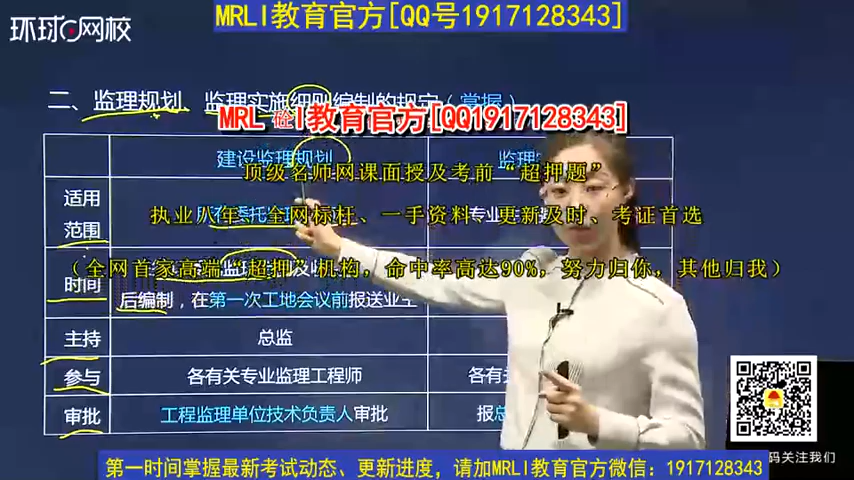 MRLI教育官方[QQ号1917128343]
环球网校
二、监理规划、监理实施细则编制的规定（掌握）
MRL I教育官方[QQ1917128343]
建设监理规划
监理
顶级名师网课面授及考前“超押题”
适用
范围
执业八年、全网标杆、一手资料、更新及时、考证首选
（全网首家高端“超押”机构，命中率高达90%，努力归你，其他归我）
时间
后编制，在第一次工地会议前报送业主
主持
总监
参与
各有关专业监理工程师
各有
审批
工程监理单位技术负责人审批
报总
码关注我们
第一时间掌握最新考试动态、更新进度，请加MRLI教育官方微信：1917128343